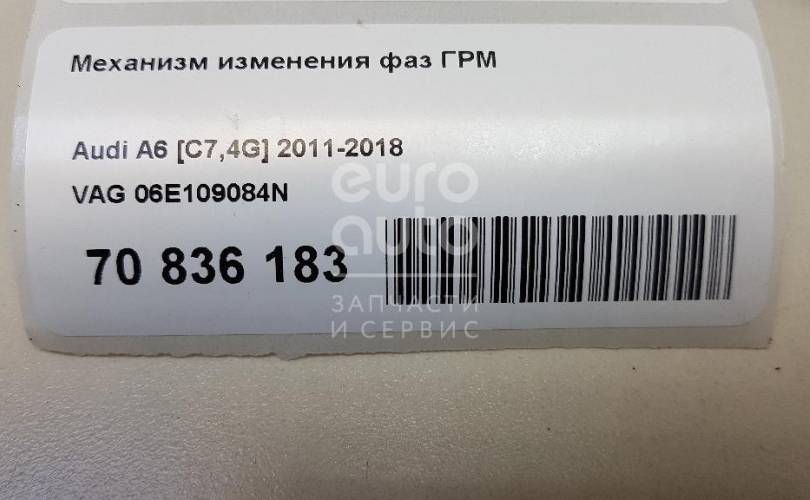 Механизм изменения фаз ГРМ
Audi A6 [C7,4G] 2011-2018
VAG 06E109084N
70 836 183
euro
auto
ЗАПЧАСТИ
И СЕРВИС